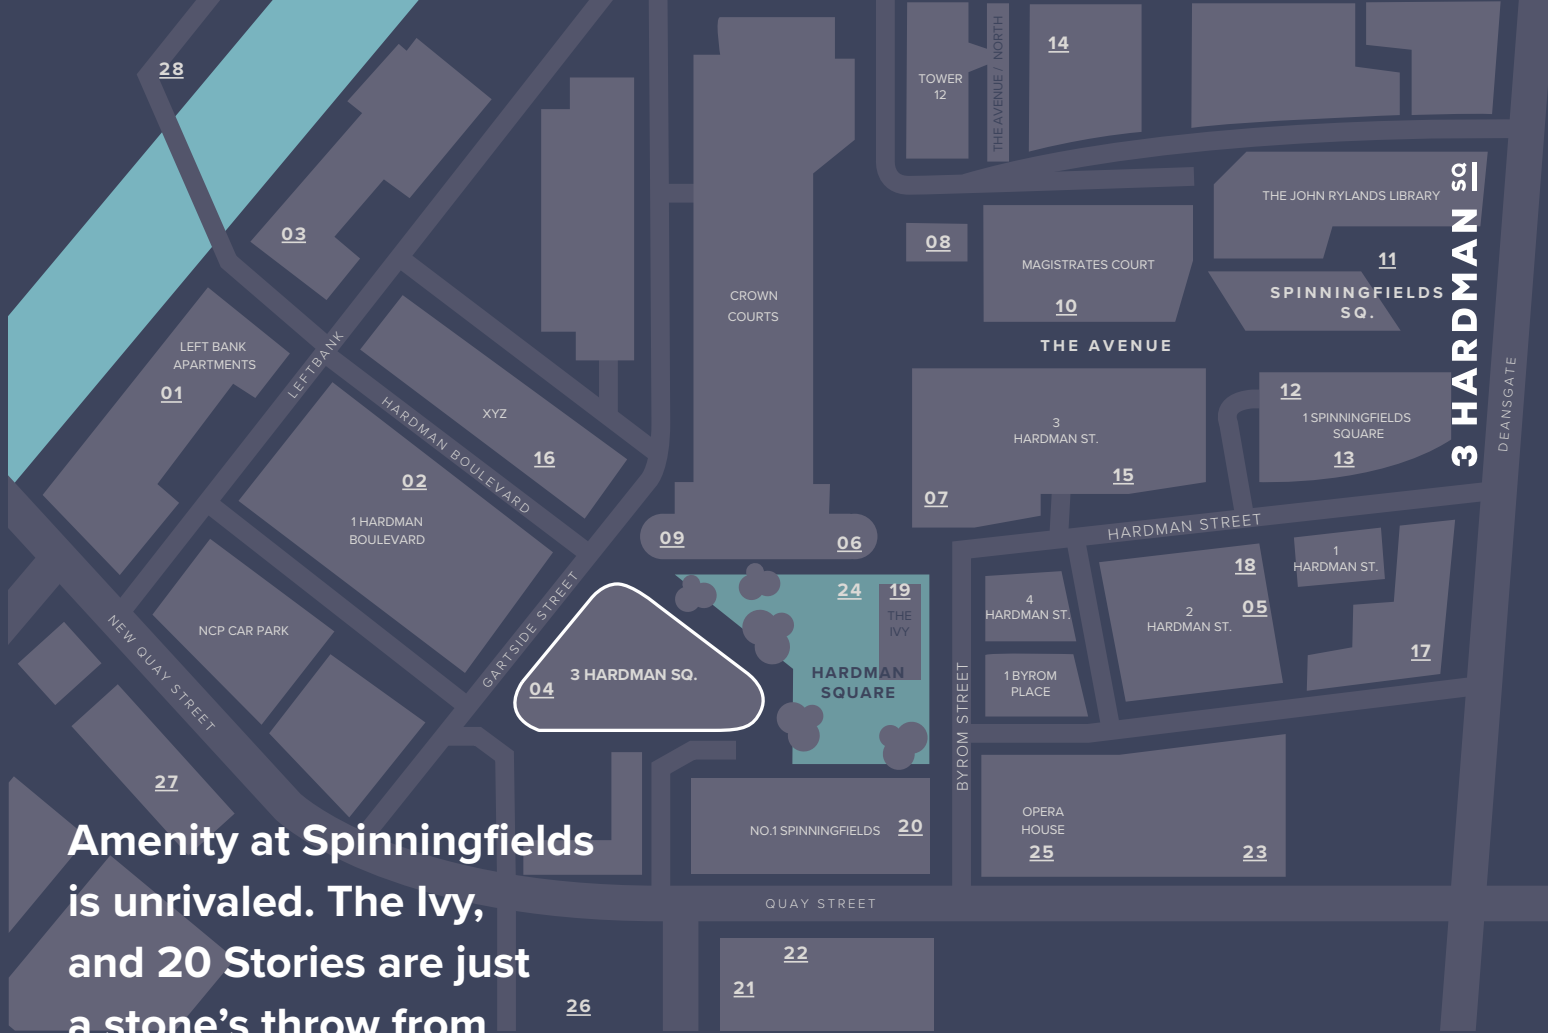 28
14
TOWER
12
THE AVENUE / NORTH
THE JOHN RYLANDS LIBRARY
3 HARDMAN SQ
03
08
11
MAGISTRATES COURT
10
SPINNINGFIELDS
SQ.
CROWN
COURTS
THE AVENUE
LEFT BANK
APARTMENTS
01
LEFTBANK
HARDMAN BOULEVARD
XYZ
16
12
1 SPINNINGFIELDS
SQUARE
13
DEANSGATE
3
HARDMAN ST.
15
07
02
1 HARDMAN
BOULEVARD
09
06
HARDMAN STREET
18
1
HARDMAN ST.
24
19
THE
IVY
4
HARDMAN ST.
2
HARDMAN ST.
05
17
NCP CAR PARK
NEW QUAY STREET
GARTSIDE STREET
04
3 HARDMAN SQ.
HARDMAN
SQUARE
1 BYROM
PLACE
BYROM STREET
27
NO.1 SPINNINGFIELDS
20
OPERA
HOUSE
25
23
QUAY STREET
22
21
26
Amenity at Spinningfields
is unrivaled. The Ivy,
and 20 Stories are just
a stone's throw from